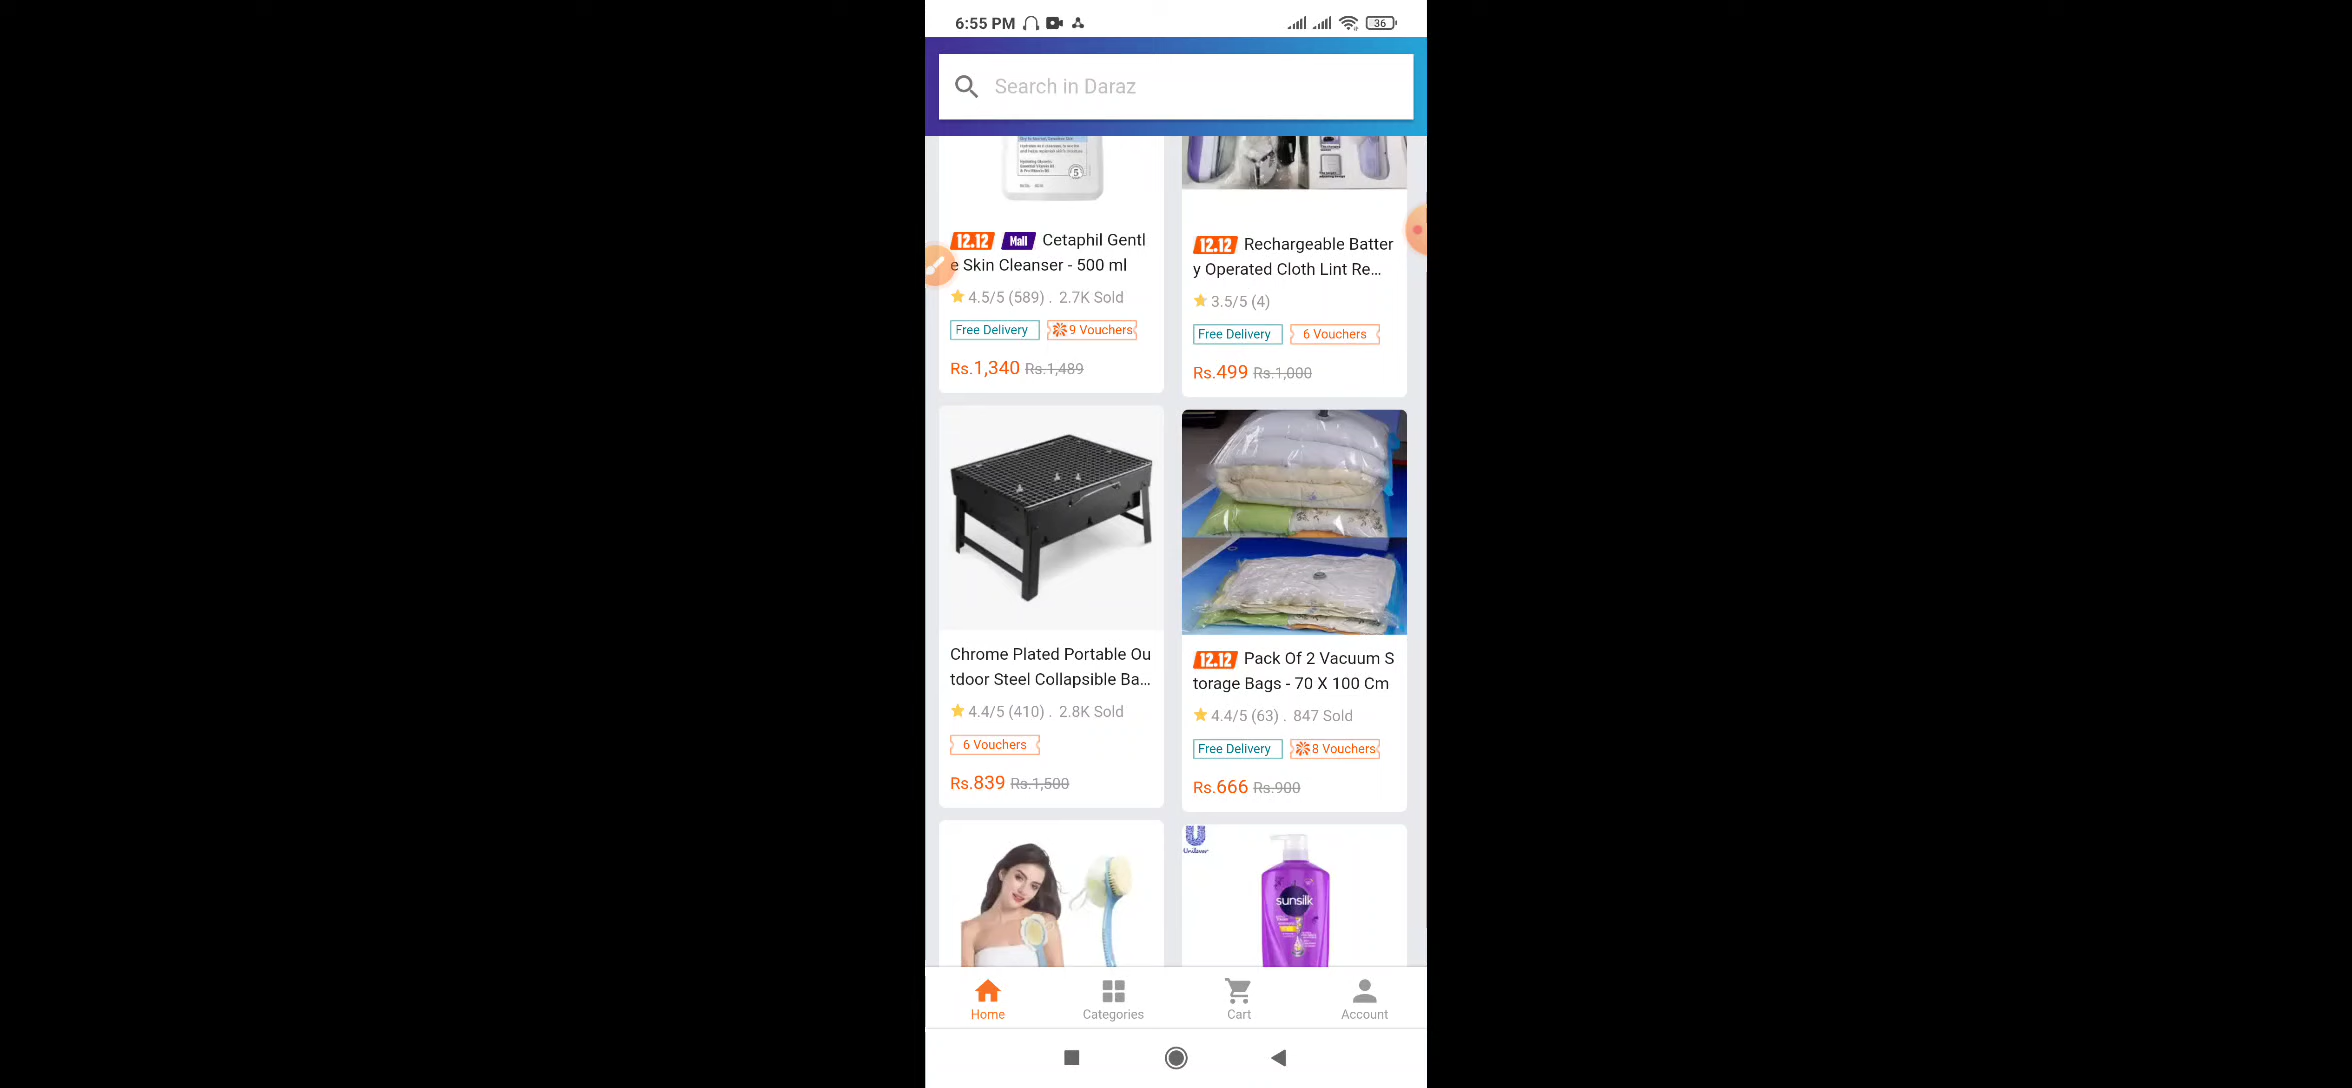 6:55 PM
36
Search in Daraz
5
12.12 Mall Cetaphil Gentl
e Skin Cleanser - 500 ml
4.5/5 (589) . 2.7K Sold
Free Delivery 9 Vouchers
Rs.1,340 Rs.1,489
12.12 Rechargeable Batter
y Operated Cloth Lint Re...
3.5/5 (4)
Free Delivery 6 Vouchers
Rs.499 Rs.1,000
Chrome Plated Portable Ou
tdoor Steel Collapsible Ba...
4.4/5 (410) . 2.8K Sold
6 Vouchers
Rs.839 Rs.1,500
12.12 Pack Of 2 Vacuum S
torage Bags - 70 X 100 Cm
4.4/5 (63) . 847 Sold
Free Delivery 8 Vouchers
Rs.666 Rs.900
Unilever
sunsilk
Home
Categories
Cart
Account